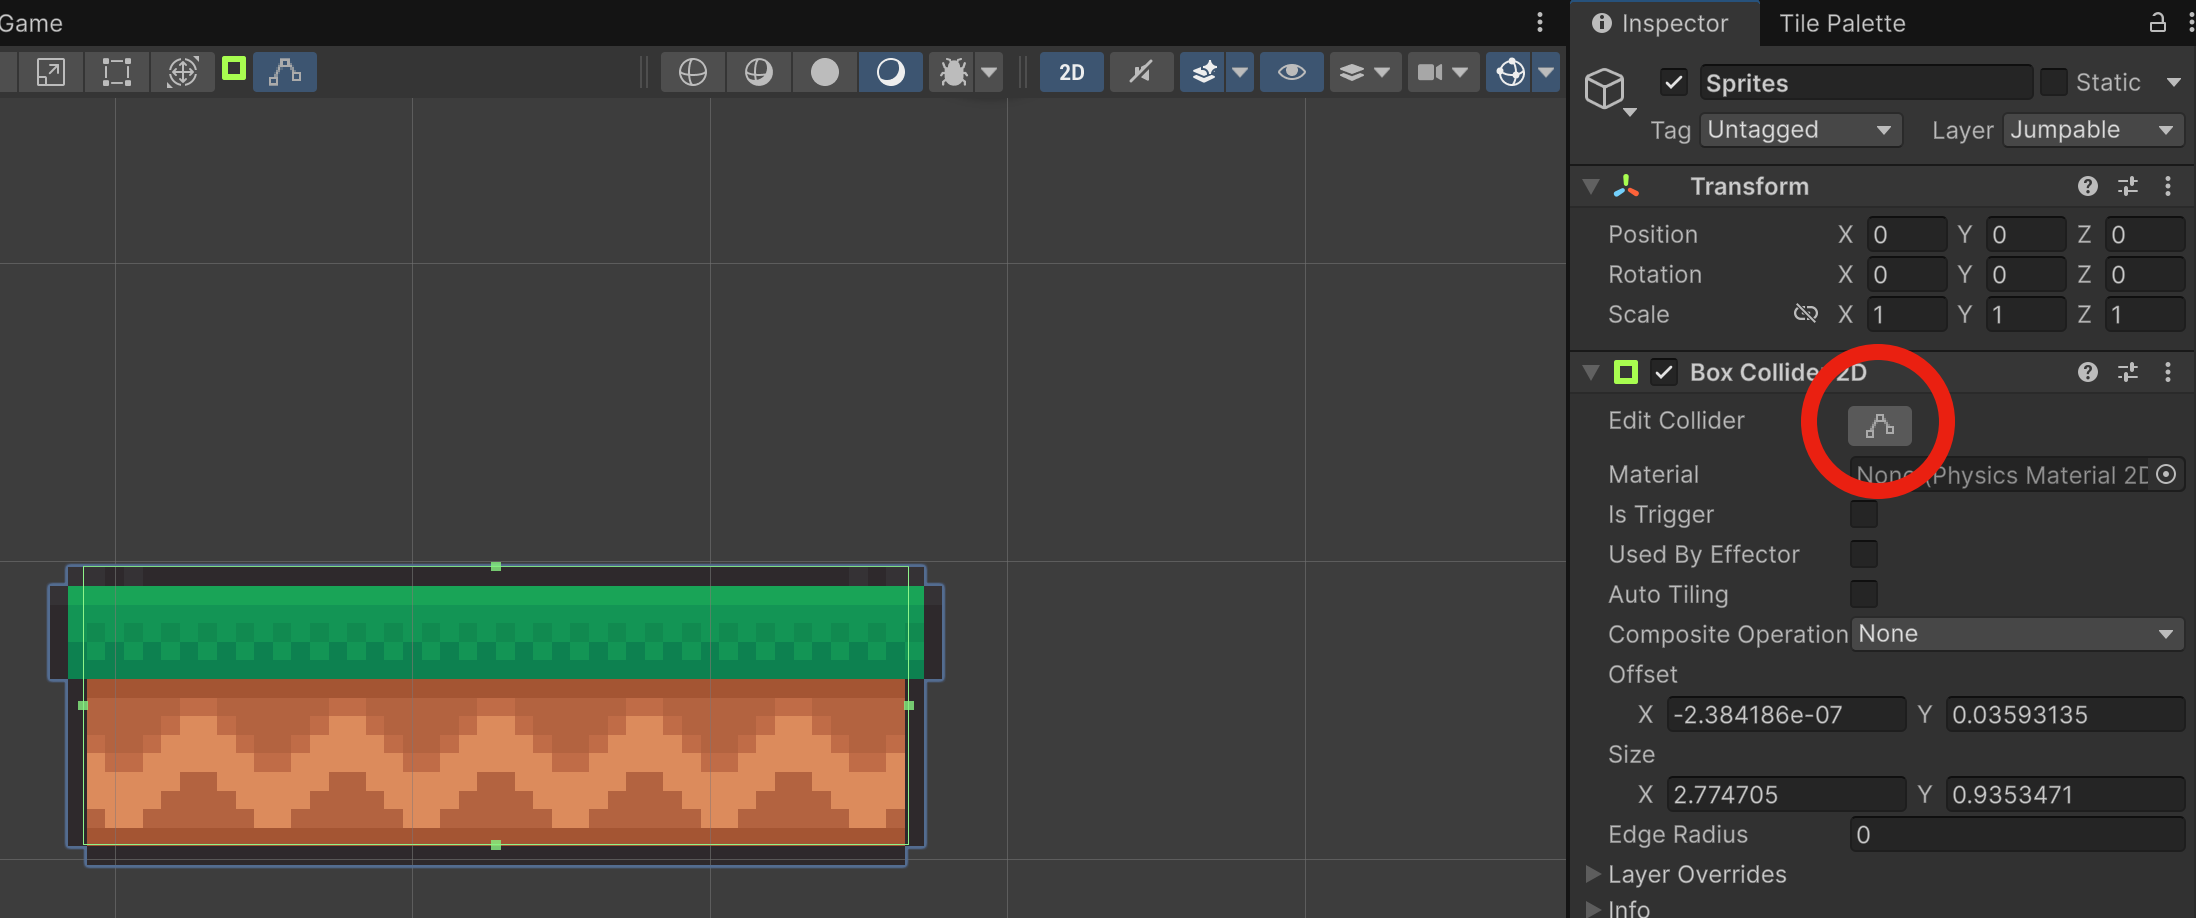 Game
Inspector
Tile Palette
2D
Sprites
Static
Tag Untagged Layer Jumpable
Transform
Position X 0 Y 0 Z 0
Rotation X 0 Y 0 Z 0
Scale X 1 Y 1 Z 1
Box Collider 2D
Edit Collider
Material None (Physics Material 2D
Is Trigger
Used By Effector
Auto Tiling
Composite Operation None
Offset
X -2.384186e-07 Y 0.03593135
Size
X 2.774705 Y 0.9353471
Edge Radius 0
Layer Overrides
Info